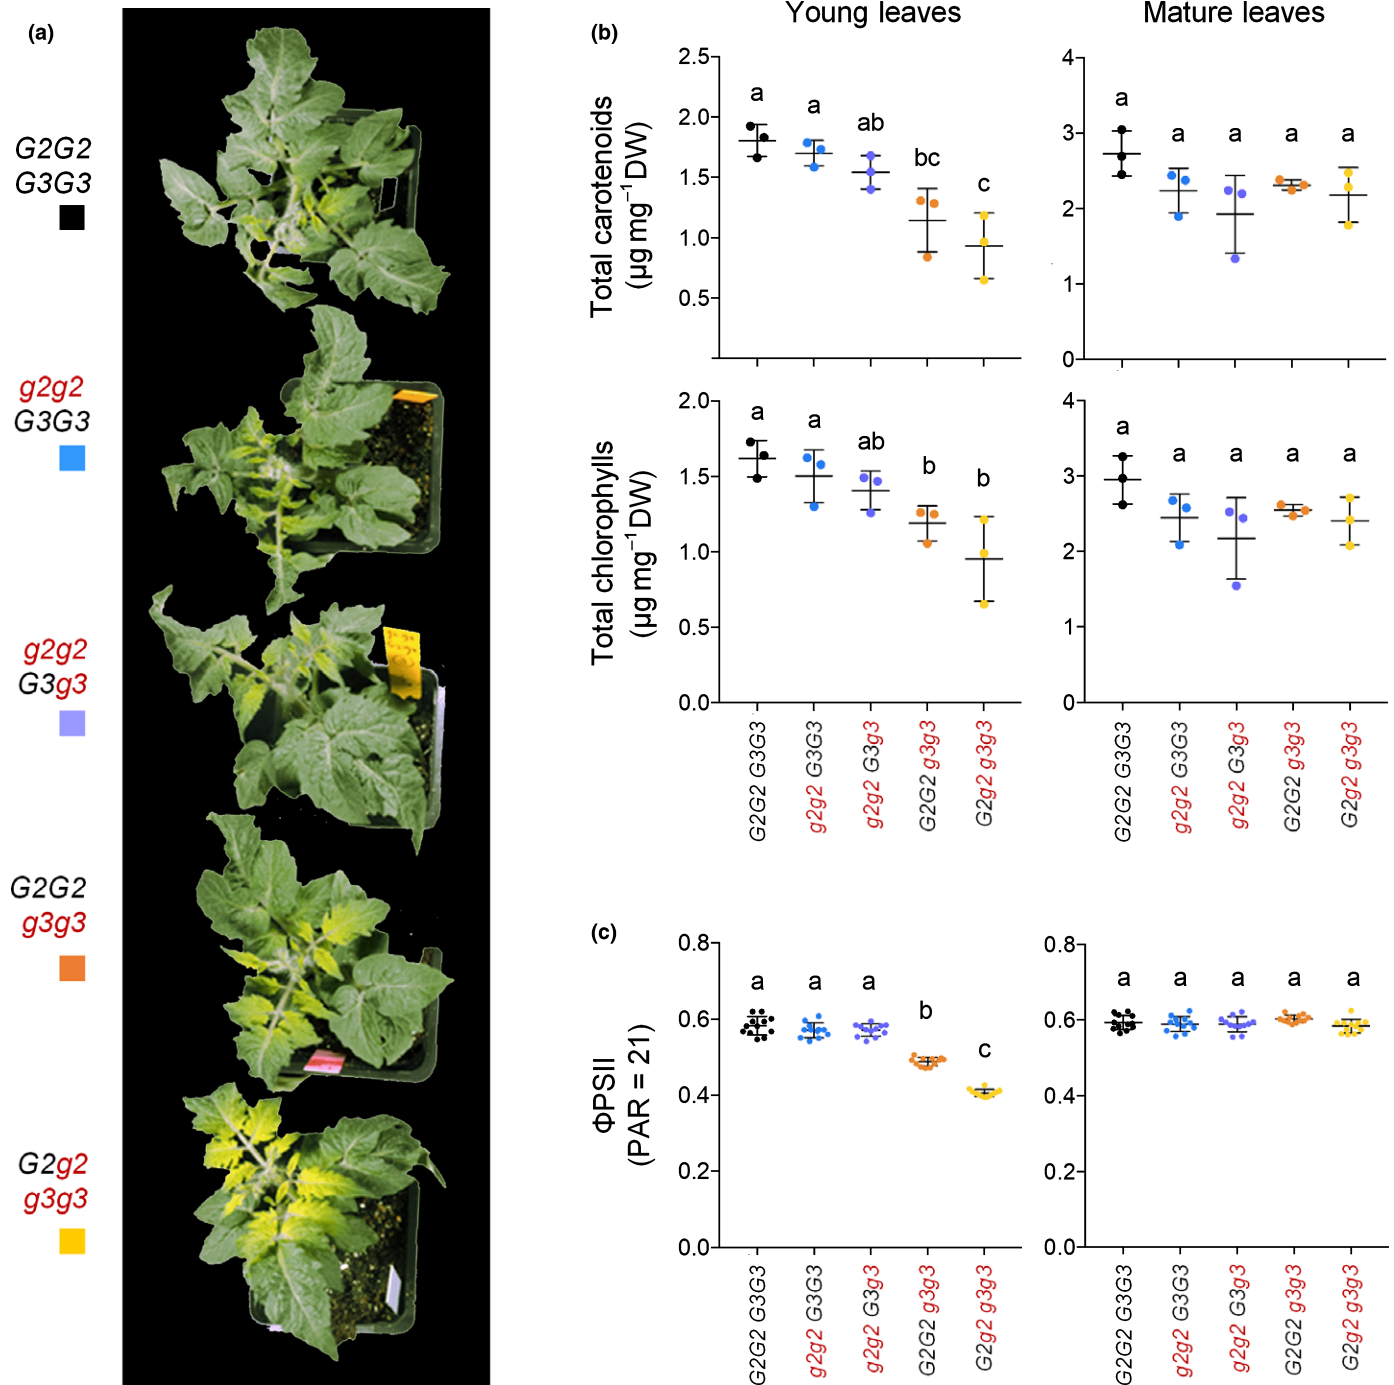 (a)
G2G2
G3G3
g2g2
G3G3
g2g2
G3g3
G2G2
g3g3
G2g2
g3g3
(b)
Young leaves
Mature leaves
Total carotenoids
(µg mg⁻¹ DW)
2.5
2.0
1.5
1.0
0.5
a
a
ab
bc
c
4
3
2
1
0
a
a
a
a
a
Total chlorophylls
(µg mg⁻¹ DW)
2.0
1.5
1.0
0.5
0.0
a
a
ab
b
b
G2G2 G3G3
g2g2 G3G3
g2g2 G3g3
G2G2 g3g3
G2g2 g3g3
4
3
2
1
0
a
a
a
a
a
G2G2 G3G3
g2g2 G3G3
g2g2 G3g3
G2G2 g3g3
G2g2 g3g3
(c)
ΦPSII
(PAR = 21)
0.8
0.6
0.4
0.2
0.0
a
a
a
b
c
G2G2 G3G3
g2g2 G3G3
g2g2 G3g3
G2G2 g3g3
G2g2 g3g3
0.8
0.6
0.4
0.2
0.0
a
a
a
a
a
G2G2 G3G3
g2g2 G3G3
g2g2 G3g3
G2G2 g3g3
G2g2 g3g3